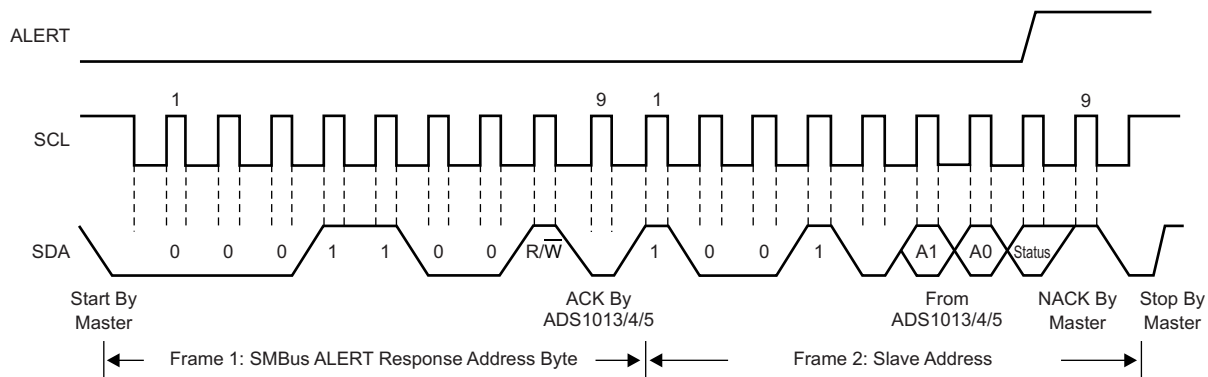 ALERT
1 9 1 9
SCL
SDA 0 0 0 1 1 0 0 R/W 1 0 0 1 A1 A0 Status
Start By
Master
ACK By
ADS1013/4/5
From
ADS1013/4/5
NACK By
Master
Stop By
Master
Frame 1: SMBus ALERT Response Address Byte
Frame 2: Slave Address